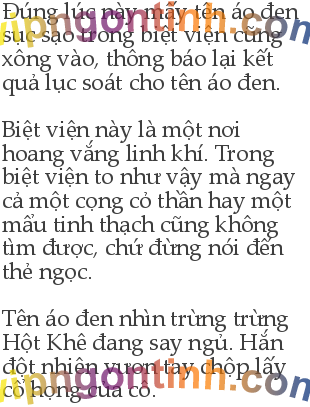 Đúng lúc này mấy tên áo đen
sục sạo trong biệt viện cũng
xông vào, thông báo lại kết
quả lục soát cho tên áo đen.
Biệt viện này là một nơi
hoang vắng linh khí. Trong
biệt viện to như vậy mà ngay
cả một cọng cỏ thần hay một
mẩu tinh thạch cũng không
tìm được, chứ đừng nói đến
thẻ ngọc.
Tên áo đen nhìn trừng trừng
Hột Khê đang say ngủ. Hắn
đột nhiên vươn tay chộp lấy
cổ họng của cô.
vipngontinh.com
vipngontinh.com